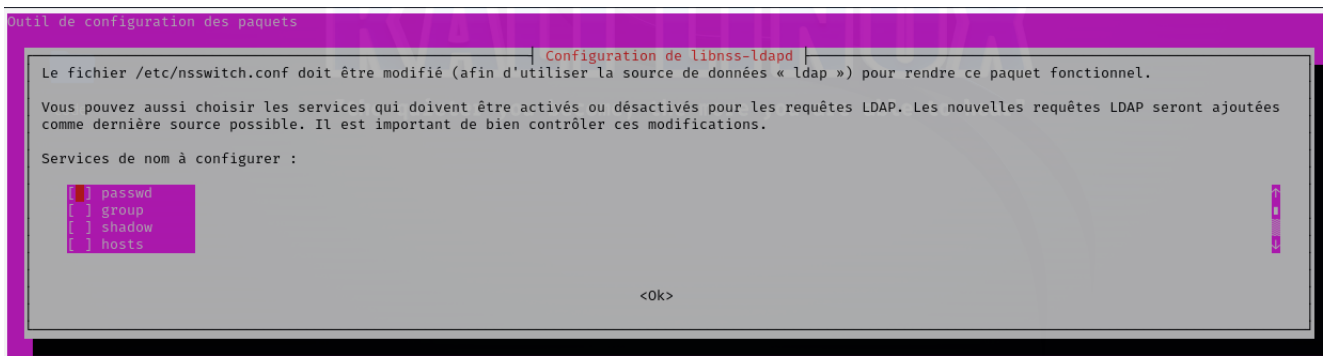 Outil de configuration des paquets
Configuration de libnss-ldapd
Le fichier /etc/nsswitch.conf doit être modifié (afin d'utiliser la source de données « ldap ») pour rendre ce paquet fonctionnel.
Vous pouvez aussi choisir les services qui doivent être activés ou désactivés pour les requêtes LDAP. Les nouvelles requêtes LDAP seront ajoutées
comme dernière source possible. Il est important de bien contrôler ces modifications.
Services de nom à configurer :
[ ] passwd
[ ] group
[ ] shadow
[ ] hosts
<Ok>